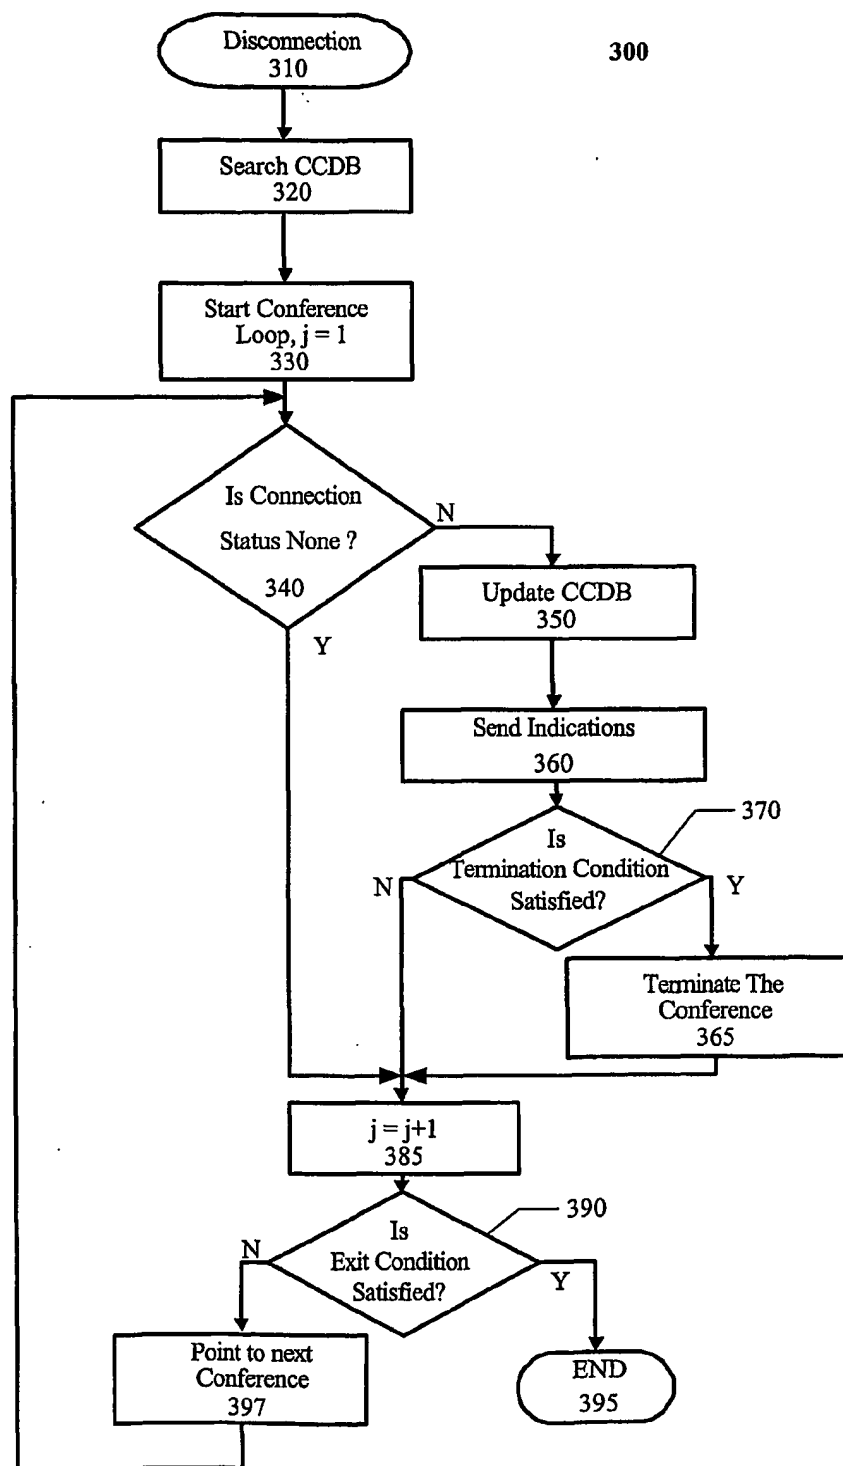 Disconnection
310
300
Search CCDB
320
Start Conference
Loop, j = 1
330
Is Connection
Status None ?
340
N
Y
Update CCDB
350
Send Indications
360
370
Is
Termination Condition
Satisfied?
N
Y
Terminate The
Conference
365
j = j+1
385
390
Is
Exit Condition
Satisfied?
N
Y
Point to next
Conference
397
END
395